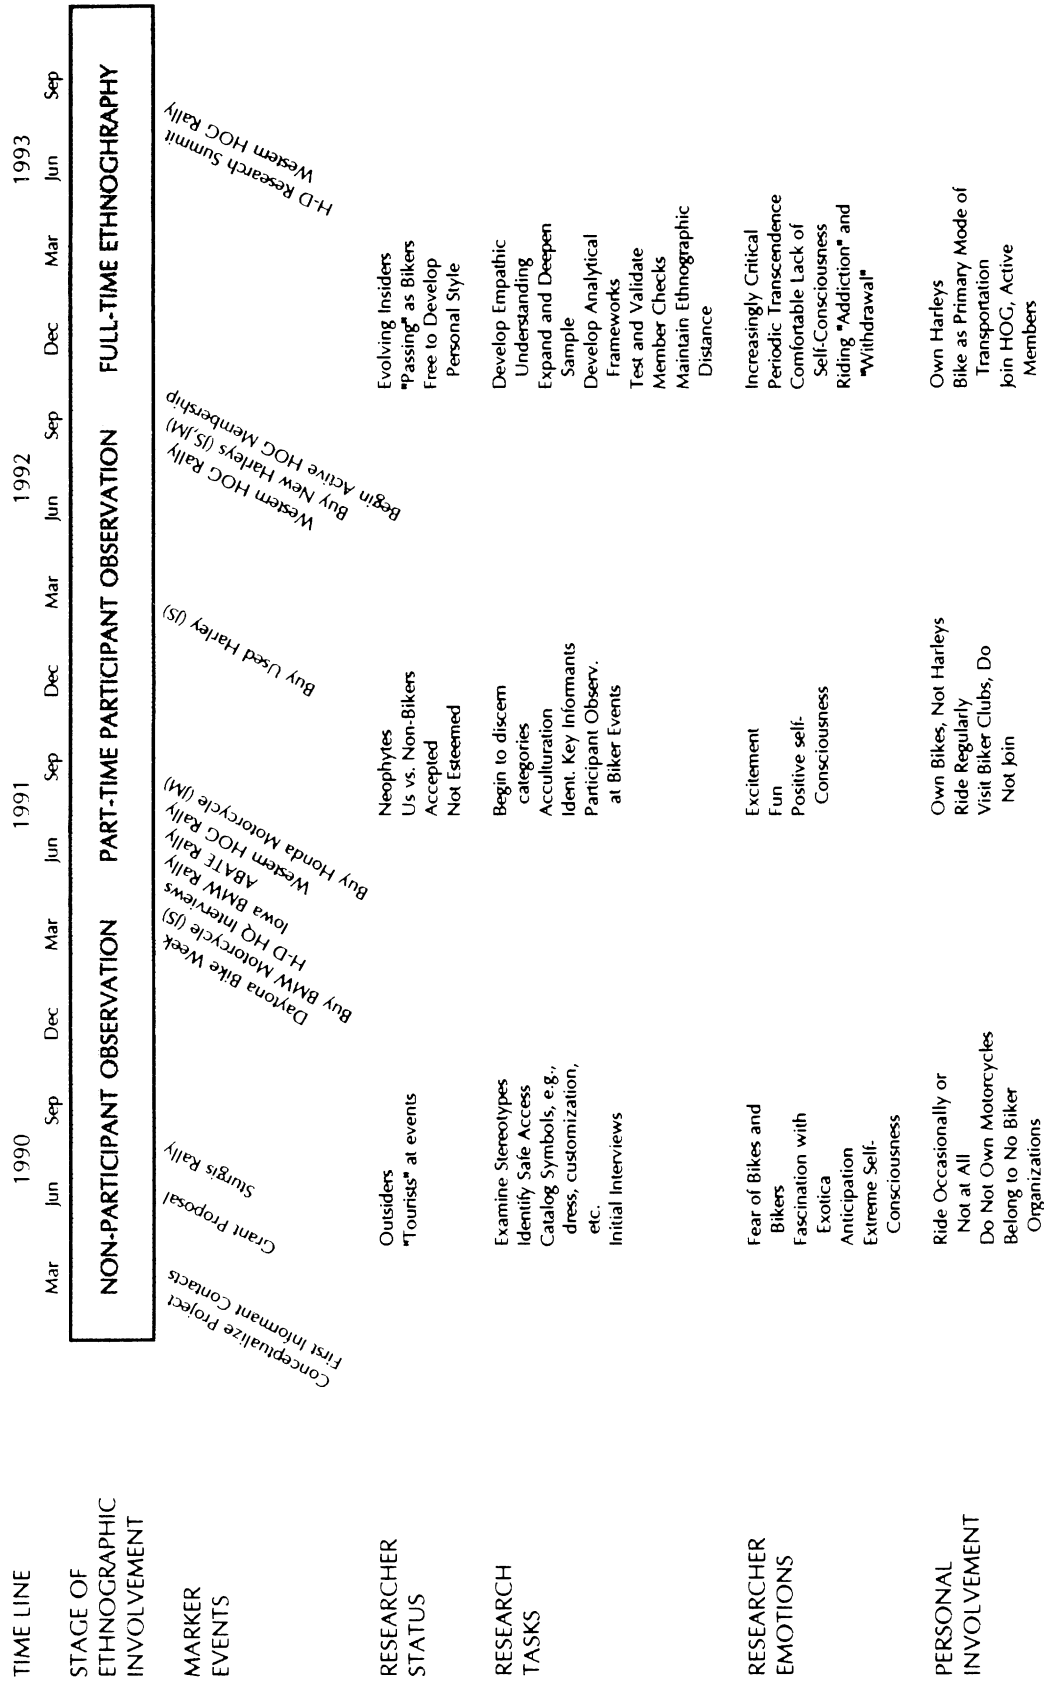 TIME LINE
1990
1991
1992
1993
Mar Jun Sep Dec Mar Jun Sep Dec Mar Jun Sep Dec Mar Jun Sep
STAGE OF
ETHNOGRAPHIC
INVOLVEMENT
NON-PARTICIPANT OBSERVATION
PART-TIME PARTICIPANT OBSERVATION
FULL-TIME ETHNOGHRAPHY
MARKER
EVENTS
Conceptualize Project
First Informant Contacts
Grant Proposal
Sturgis Rally
Daytona Bike Week
Buy BMW Motorcycle (JS)
H-D HQ Interviews
Iowa BMW Rally
ABATE Rally
Western HOG Rally
Buy Honda Motorcycle (JM)
Buy Used Harley (JS)
Western HOG Rally
Buy New Harleys (JS,JM)
Begin Active HOG Membership
H-D Research Summit
Western HOG Rally
RESEARCHER
STATUS
Outsiders
"Tourists" at events
Neophytes
Us vs. Non-Bikers
Accepted
Not Esteemed
Evolving Insiders
"Passing" as Bikers
Free to Develop
Personal Style
RESEARCH
TASKS
Examine Stereotypes
Identify Safe Access
Catalog Symbols, e.g.,
dress, customization,
etc.
Initial Interviews
Begin to discern
categories
Acculturation
Ident. Key Informants
Participant Observ.
at Biker Events
Develop Empathic
Understanding
Expand and Deepen
Sample
Develop Analytical
Frameworks
Test and Validate
Member Checks
Maintain Ethnographic
Distance
RESEARCHER
EMOTIONS
Fear of Bikes and
Bikers
Fascination with
Exotica
Anticipation
Extreme Self-
Consciousness
Excitement
Fun
Positive self-
Consciousness
Increasingly Critical
Periodic Transcendence
Comfortable Lack of
Self-Consciousness
Riding "Addiction" and
"Withdrawal"
PERSONAL
INVOLVEMENT
Ride Occasionally or
Not at All
Do Not Own Motorcycles
Belong to No Biker
Organizations
Own Bikes, Not Harleys
Ride Regularly
Visit Biker Clubs, Do
Not Join
Own Harleys
Bike as Primary Mode of
Transportation
Join HOG, Active
Members